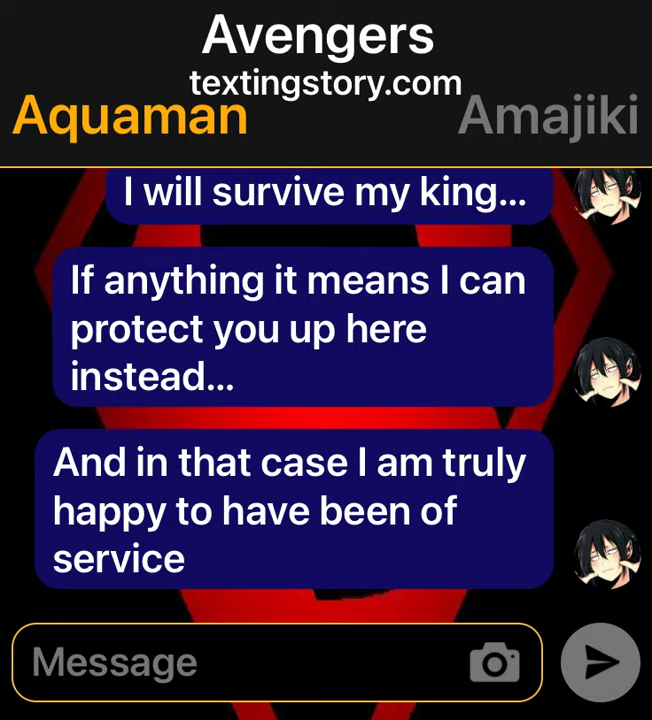 Avengers
textingstory.com
Aquaman Amajiki
I will survive my king...
If anything it means I can
protect you up here
instead...
And in that case I am truly
happy to have been of
service
Message